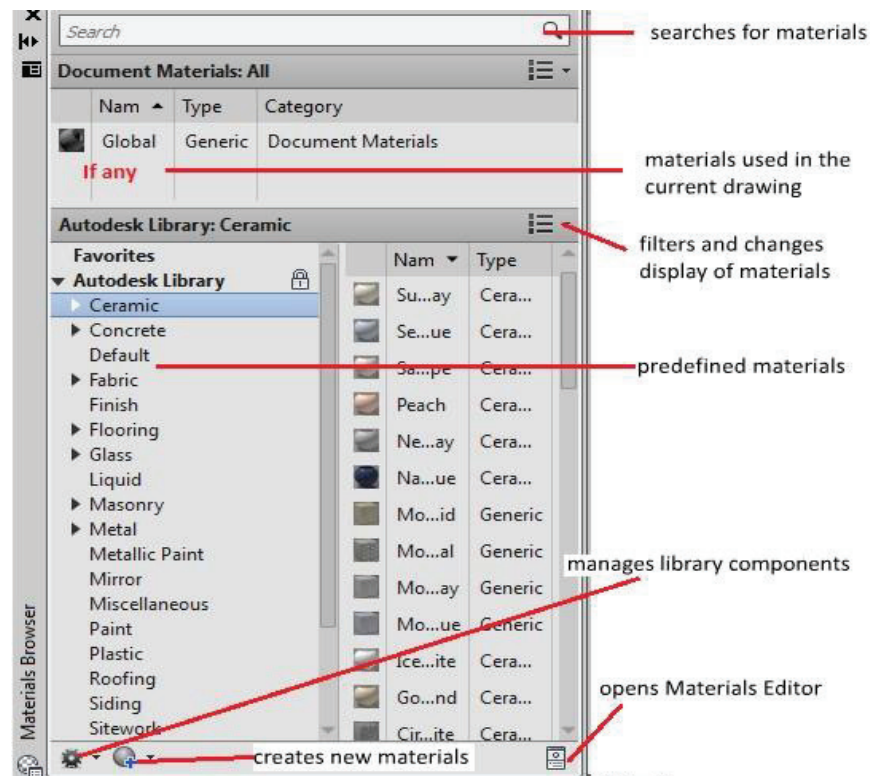 Search
searches for materials
Document Materials: All
Nam Type Category
Global Generic Document Materials
If any
materials used in the
current drawing
Autodesk Library: Ceramic
filters and changes
display of materials
Favorites
Autodesk Library
Ceramic
Concrete
Default
Fabric
Finish
Flooring
Glass
Liquid
Masonry
Metal
Metallic Paint
Mirror
Miscellaneous
Paint
Plastic
Roofing
Siding
Sitework
Nam Type
Su...ay Cera...
Se...ue Cera...
Sa...pe Cera...
Peach Cera...
Ne...ay Cera...
Na...ue Cera...
Mo...id Generic
Mo...al Generic
Mo...ay Generic
Mo...ue Generic
Ice...ite Cera...
Go...nd Cera...
Cir...ite Cera...
predefined materials
manages library components
opens Materials Editor
creates new materials
Materials Browser